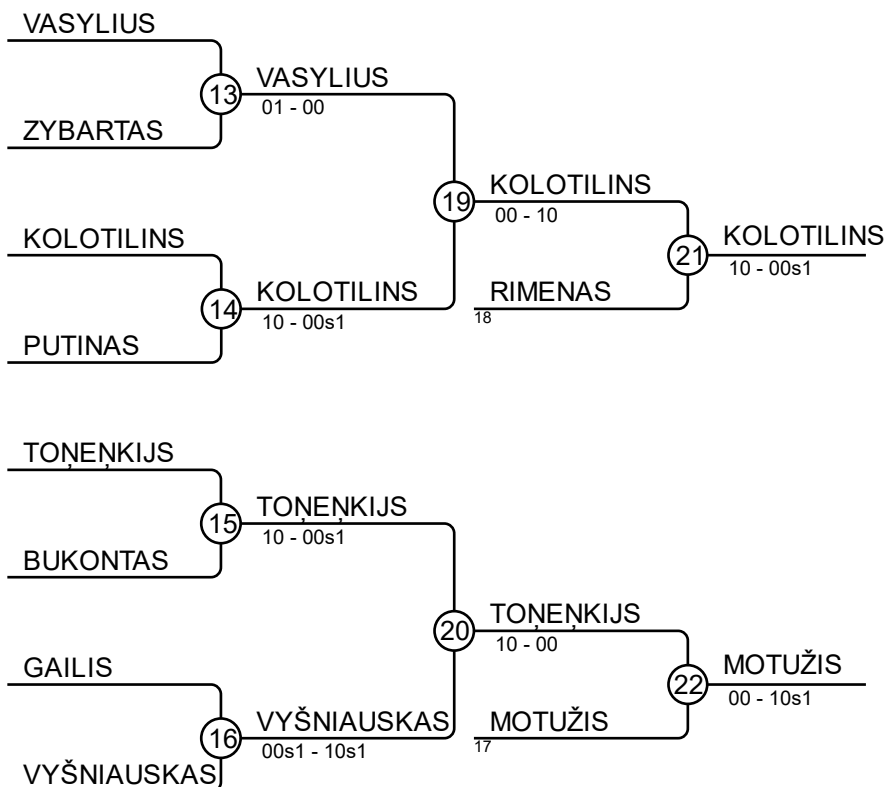 VASYLIUS
13
VASYLIUS
01 - 00
ZYBARTAS
19
KOLOTILINS
00 - 10
KOLOTILINS
14
KOLOTILINS
10 - 00s1
PUTINAS
21
KOLOTILINS
10 - 00s1
RIMENAS
18
TOŅEŅKIJS
15
TOŅEŅKIJS
10 - 00s1
BUKONTAS
20
TOŅEŅKIJS
10 - 00
GAILIS
16
VYŠNIAUSKAS
00s1 - 10s1
VYŠNIAUSKAS
22
MOTUŽIS
00 - 10s1
MOTUŽIS
17